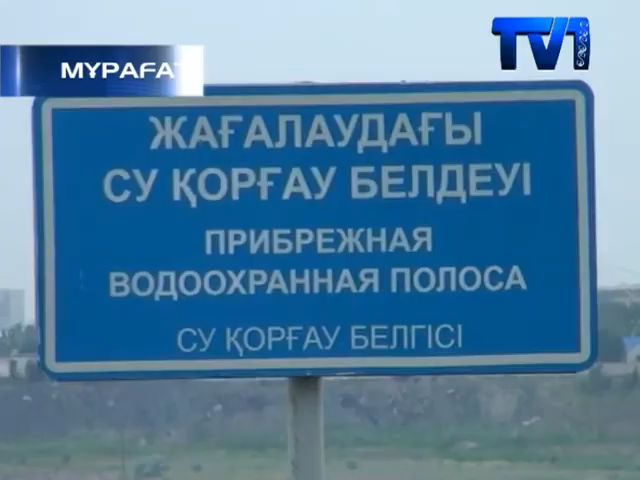 TV1
МҰРАҒАТ
ЖАҒАЛАУДАҒЫ
СУ ҚОРҒАУ БЕЛДЕУІ
ПРИБРЕЖНАЯ
ВОДООХРАННАЯ ПОЛОСА
СУ ҚОРҒАУ БЕЛГІСІ